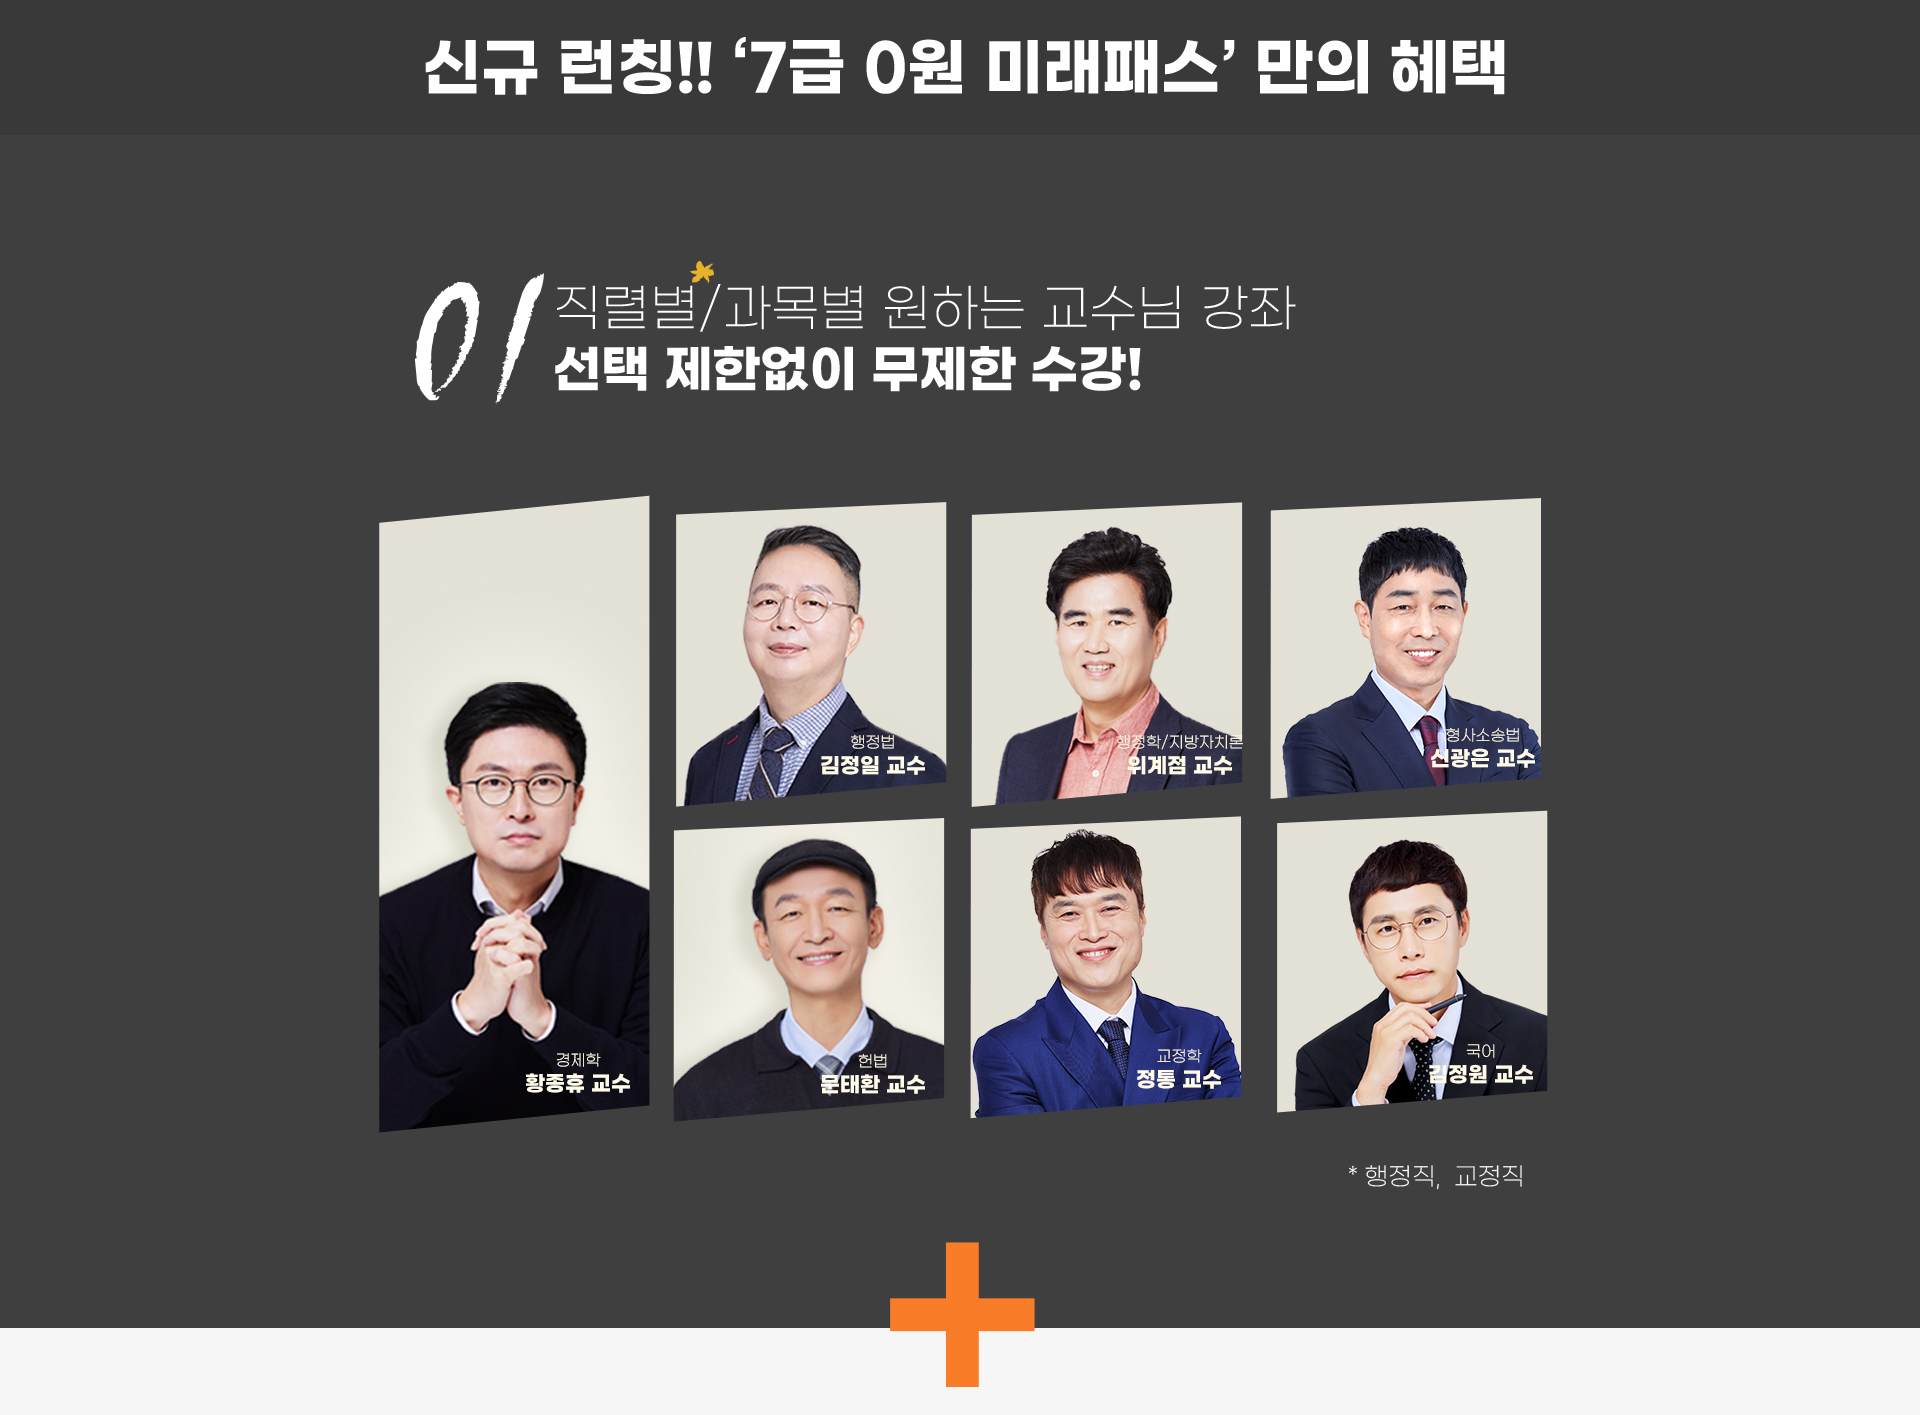 신규 런칭!! ‘7급 0원 미래패스’ 만의 혜택
01
직렬별/과목별 원하는 교수님 강좌
선택 제한없이 무제한 수강!
행정법
김정일 교수
행정학/지방자치론
위계점 교수
형사소송법
신광은 교수
경제학
황종휴 교수
헌법
문태환 교수
교정학
정통 교수
국어
김정원 교수
* 행정직, 교정직